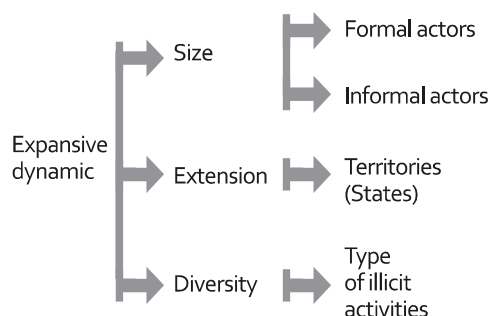 Expansive
dynamic
Size
Formal actors
Informal actors
Extension
Territories
(States)
Diversity
Type
of illicit
activities